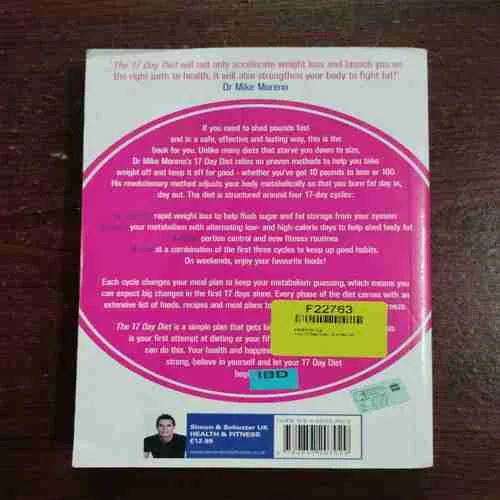 'The 17 Day Diet will not only accelerate weight loss and launch you on
the right path to health, it will also strengthen your body to fight fat!'
Dr Mike Moreno
If you need to shed pounds fast
and in a safe, effective and lasting way, this is the
book for you. Unlike many diets that starve you down to size,
Dr Mike Moreno's 17 Day Diet relies on proven methods to help you take
weight off and keep it off for good - whether you've got 10 pounds to lose or 100.
His revolutionary method adjusts your body metabolically so that you burn fat day in,
day out. The diet is structured around four 17-day cycles:
rapid weight loss to help flush sugar and fat storage from your system
your metabolism with alternating low- and high-calorie days to help shed body fat
portion control and new fitness routines
at a combination of the first three cycles to keep up good habits.
On weekends, enjoy your favourite foods!
Each cycle changes your meal plan to keep your metabolism guessing, which means you
can expect big changes in the first 17 days alone. Every phase of the diet comes with an
extensive list of foods, recipes and meal plans to
The 17 Day Diet is a simple plan that gets
is your first attempt at dieting or your
can do this. Your health and happine
strong, believe in yourself and let your 17 Day Diet
F22763
IBD
Simon & Schuster UK
HEALTH & FITNESS
£12.99